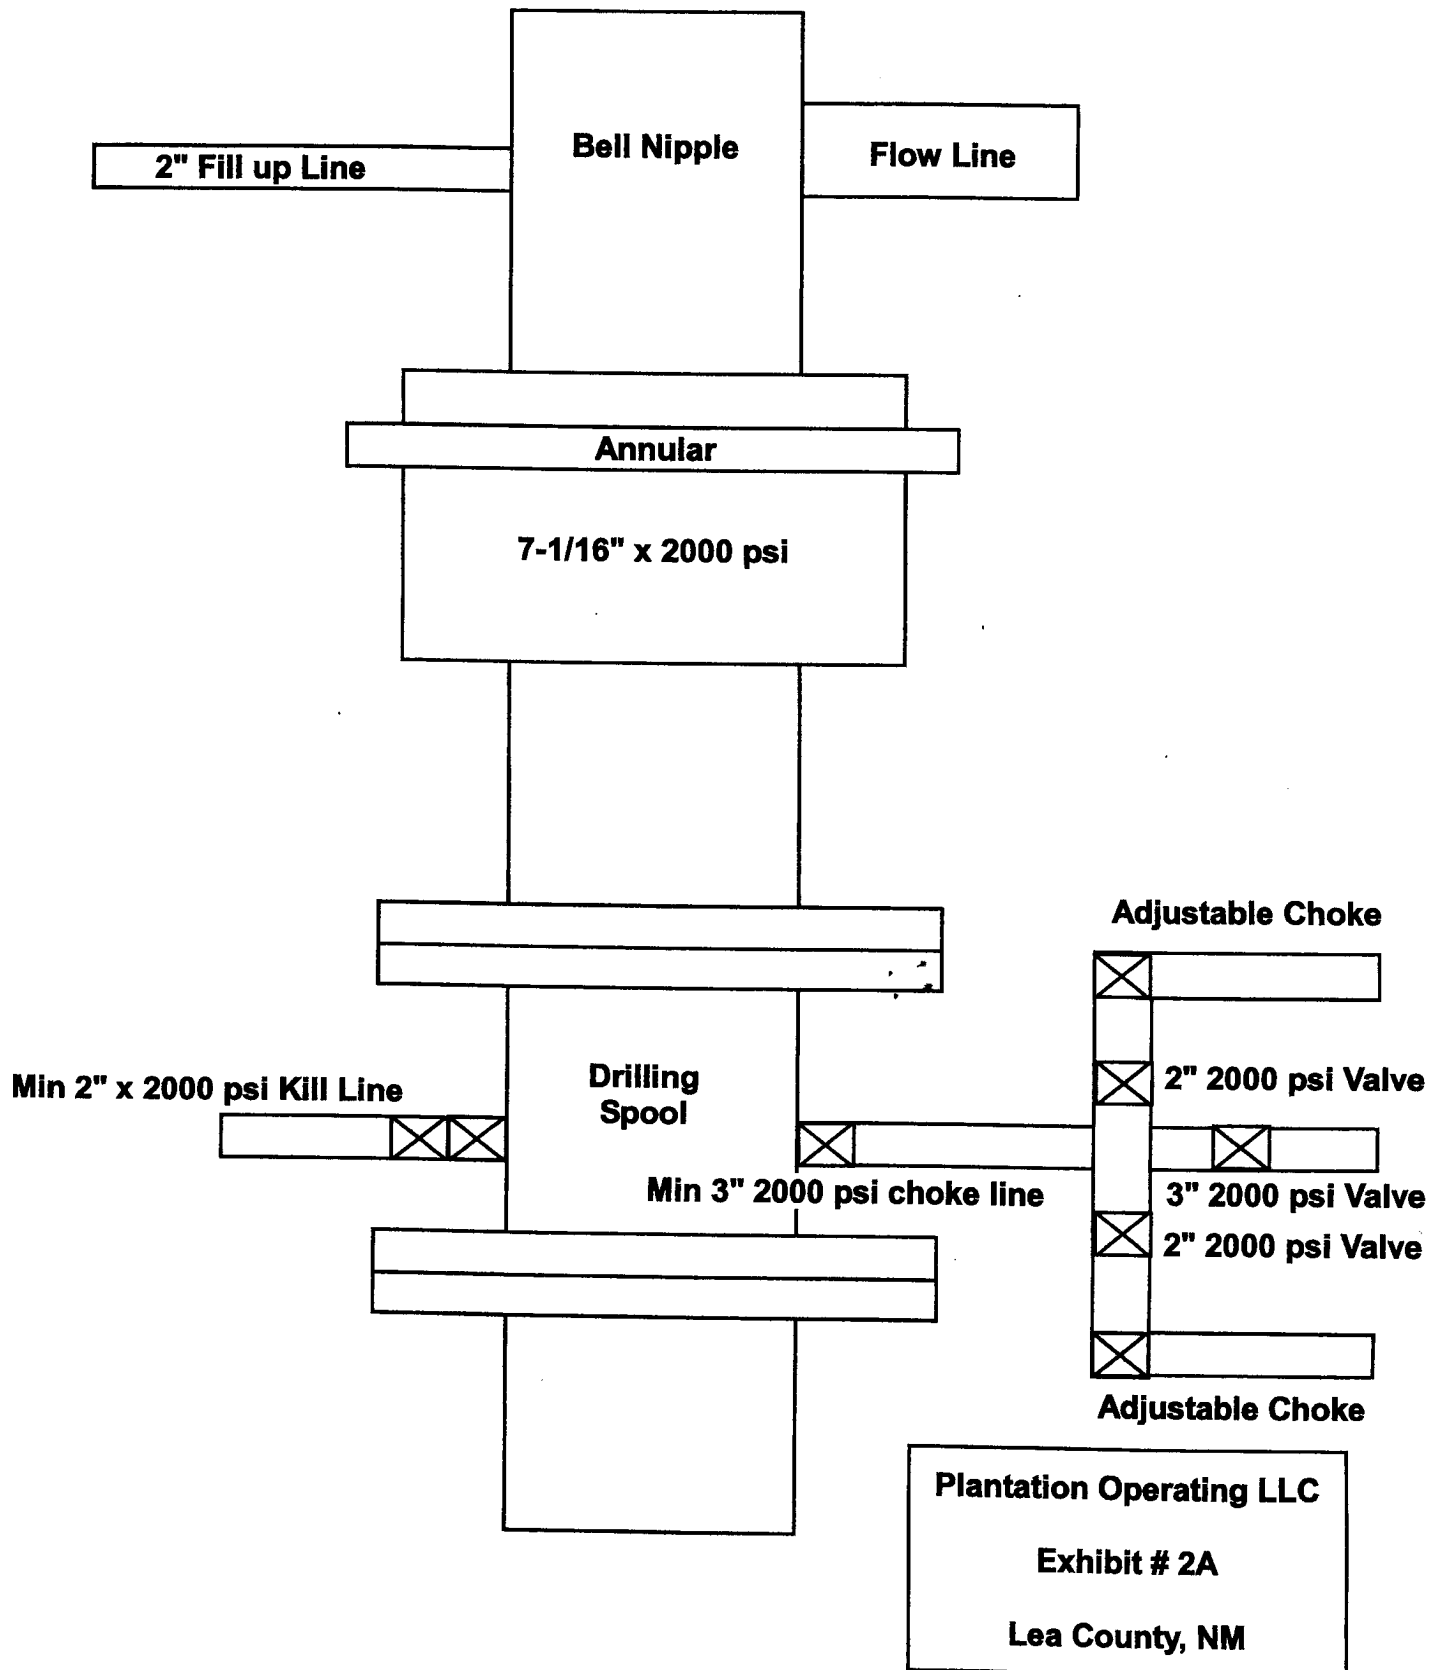 Bell Nipple
Flow Line
2" Fill up Line
Annular
7-1/16" x 2000 psi
Adjustable Choke
2" 2000 psi Valve
Min 2" x 2000 psi Kill Line
Drilling
Spool
Min 3" 2000 psi choke line
3" 2000 psi Valve
2" 2000 psi Valve
Adjustable Choke
Plantation Operating LLC
Exhibit # 2A
Lea County, NM